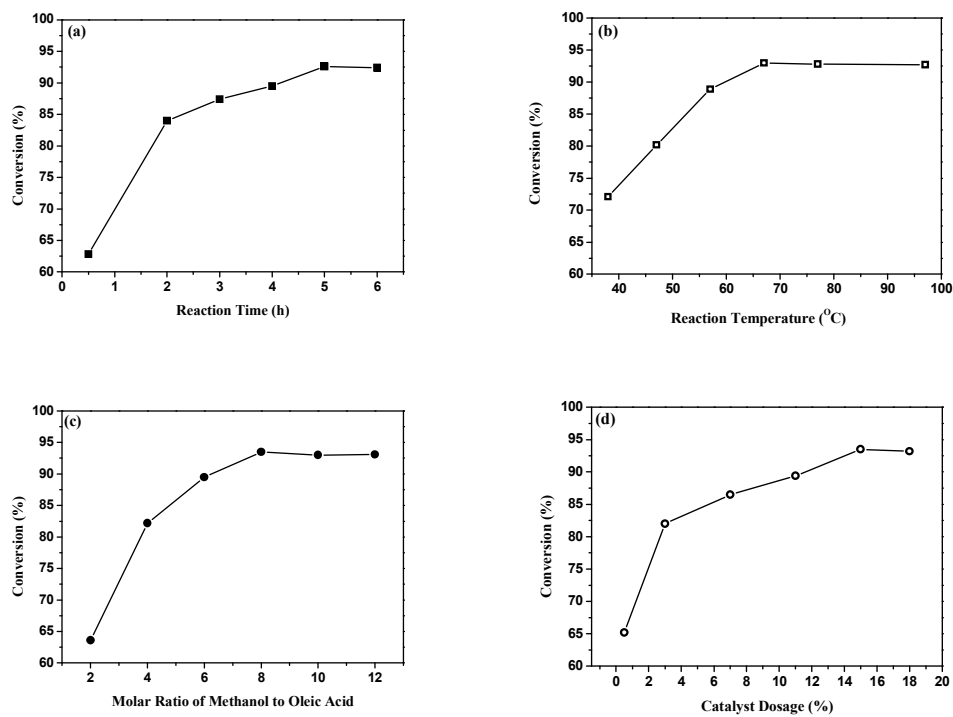 (a)
100
95
90
85
80
75
70
65
60
Conversion (%)
0 1 2 3 4 5 6
Reaction Time (h)
(b)
100
95
90
85
80
75
70
65
60
Conversion (%)
40 50 60 70 80 90 100
Reaction Temperature (OC)
(c)
100
95
90
85
80
75
70
65
60
Conversion (%)
2 4 6 8 10 12
Molar Ratio of Methanol to Oleic Acid
(d)
100
95
90
85
80
75
70
65
60
Conversion (%)
0 2 4 6 8 10 12 14 16 18 20
Catalyst Dosage (%)